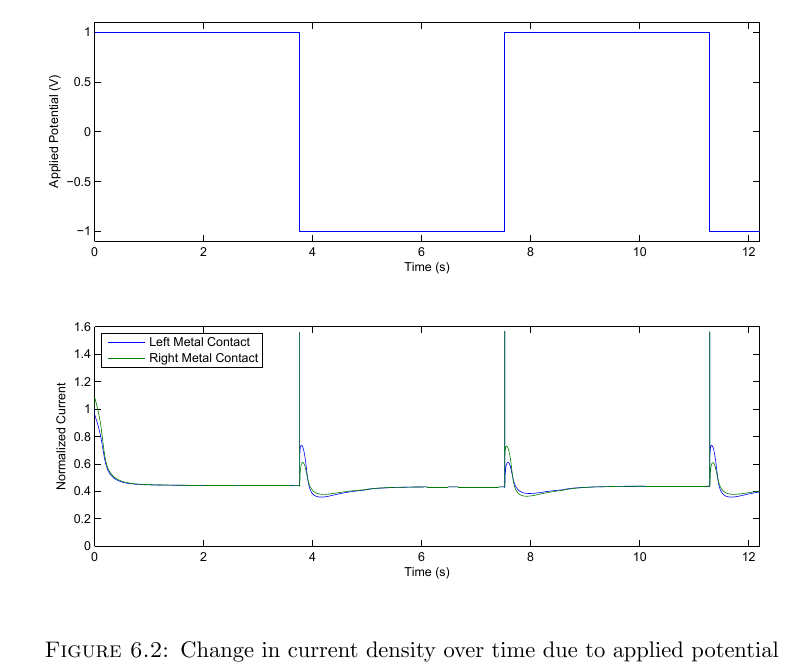 1
0.5
0
−0.5
−1
Applied Potential (V)
0 2 4 6 8 10 12
Time (s)
1.6
1.4
1.2
1
0.8
0.6
0.4
0.2
0
Normalized Current
Left Metal Contact
Right Metal Contact
0 2 4 6 8 10 12
Time (s)
FIGURE 6.2: Change in current density over time due to applied potential